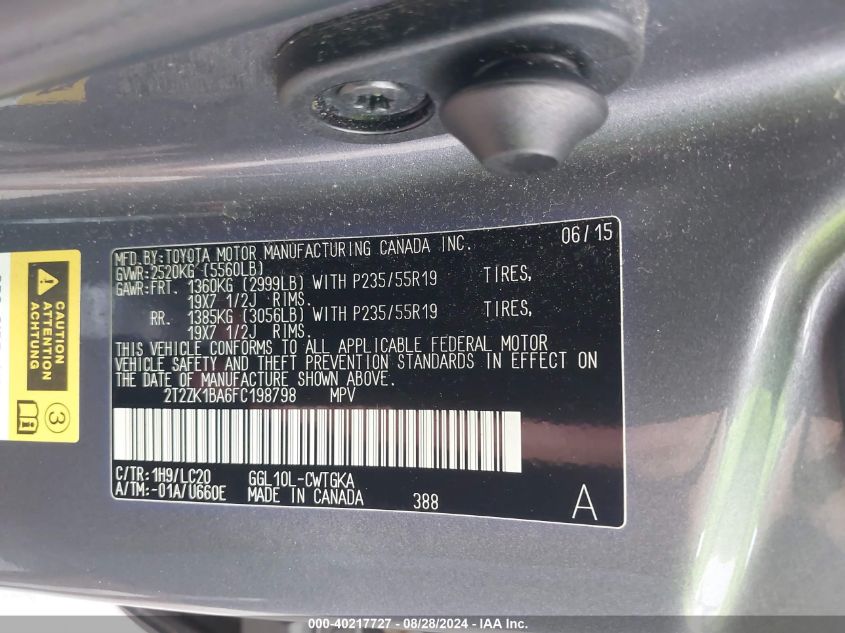 CAUTION
ACHTUNG
3
MFD.BY:TOYOTA MOTOR MANUFACTURING CANADA INC. 06/15
GVWR:2520KG (5560LB)
GAWR:FRT. 1360KG (2999LB) WITH P235/55R19 TIRES,
19X7 1/2J RIMS.
RR. 1385KG (3056LB) WITH P235/55R19 TIRES,
19X7 1/2J RIMS.
THIS VEHICLE CONFORMS TO ALL APPLICABLE FEDERAL MOTOR
VEHICLE SAFETY AND THEFT PREVENTION STANDARDS IN EFFECT ON
THE DATE OF MANUFACTURE SHOWN ABOVE.
2T2ZK1BA6FC198798 MPV
C/TR:1H9/LC20 GGL10L-CWTGKA
A/TM:-01A/U660E MADE IN CANADA 388 A
000-40217727 - 08/28/2024 - IAA Inc.